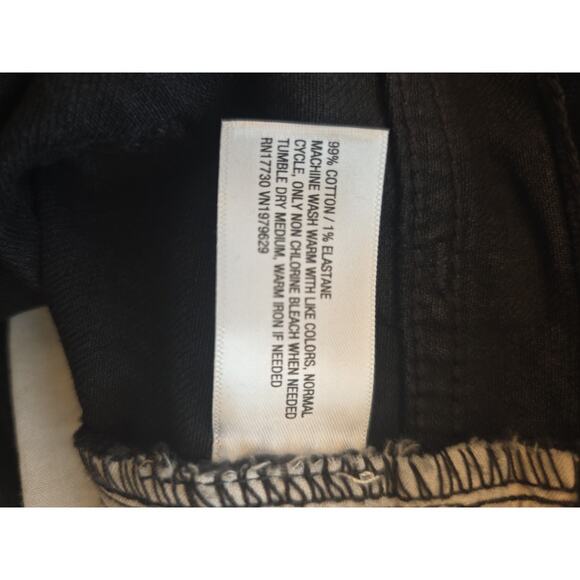 99% COTTON / 1% ELASTANE
MACHINE WASH WARM WITH LIKE COLORS, NORMAL
CYCLE, ONLY NON CHLORINE BLEACH WHEN NEEDED
TUMBLE DRY MEDIUM, WARM IRON IF NEEDED
RN17730 VN1979629